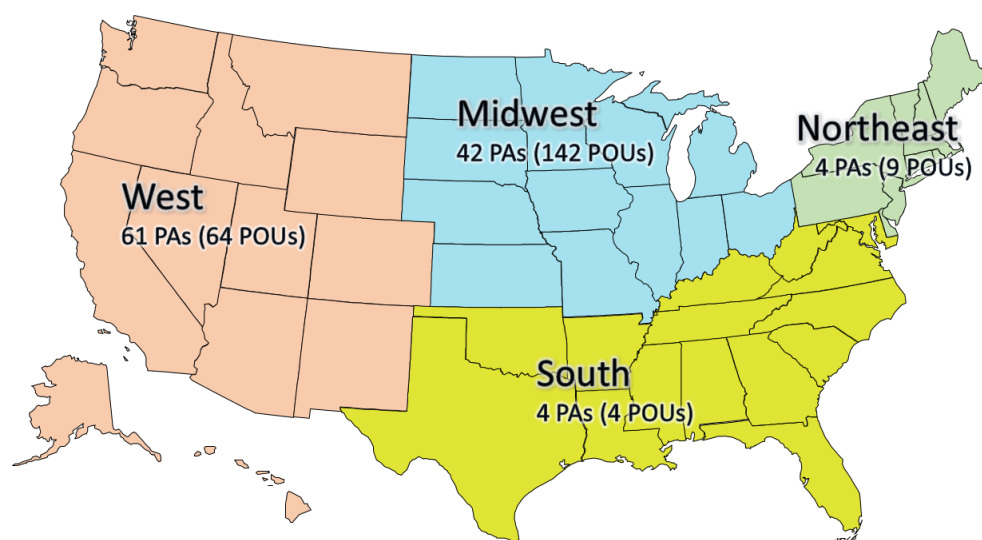 Midwest
42 PAs (142 POUs)
Northeast
4 PAs (9 POUs)
West
61 PAs (64 POUs)
South
4 PAs (4 POUs)